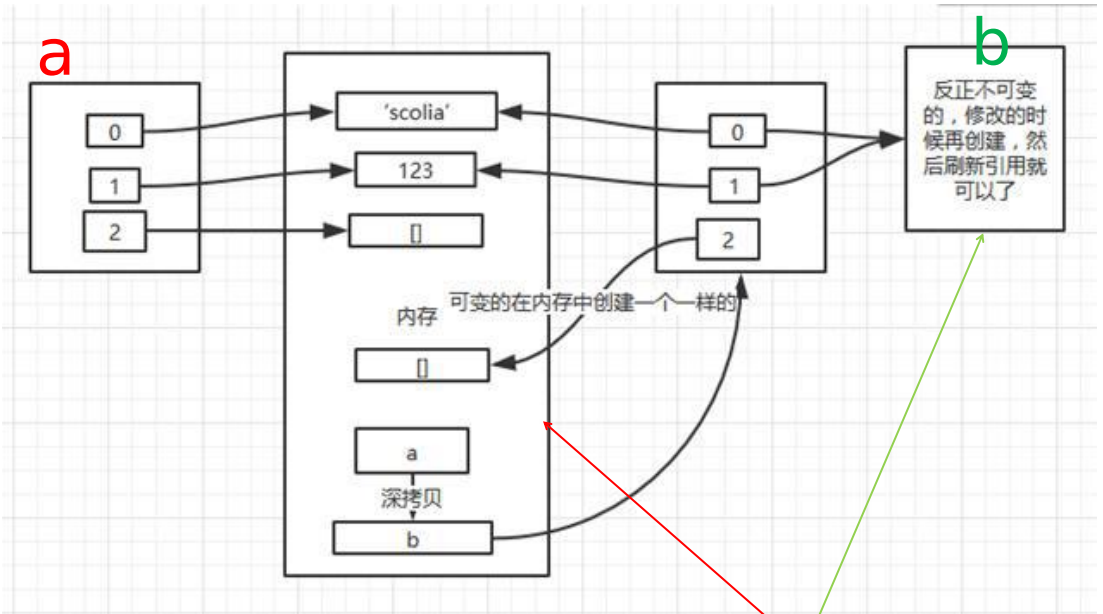 a
0
1
2
'scolia'
123
[]
内存
[]
a
深拷贝
b
可变的在内存中创建一个一样的
0
1
2
b
反正不可变
的，修改的时
候再创建，然
后刷新引用就
可以了